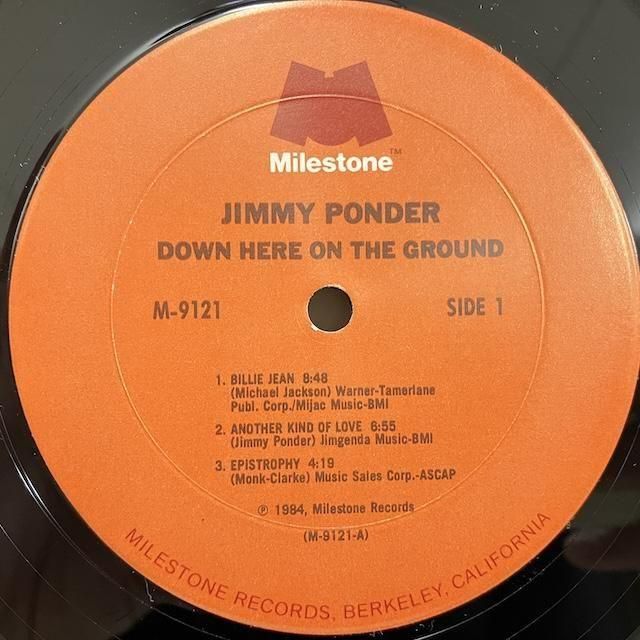 Milestone™
JIMMY PONDER
DOWN HERE ON THE GROUND
M-9121 SIDE 1
1. BILLIE JEAN 8:48
(Michael Jackson) Warner-Tamerlane
Publ. Corp./Mijac Music-BMI
2. ANOTHER KIND OF LOVE 6:55
(Jimmy Ponder) Jimgenda Music-BMI
3. EPISTROPHY 4:19
(Monk-Clarke) Music Sales Corp.-ASCAP
℗ 1984, Milestone Records
(M-9121-A)
MILESTONE RECORDS, BERKELEY, CALIFORNIA